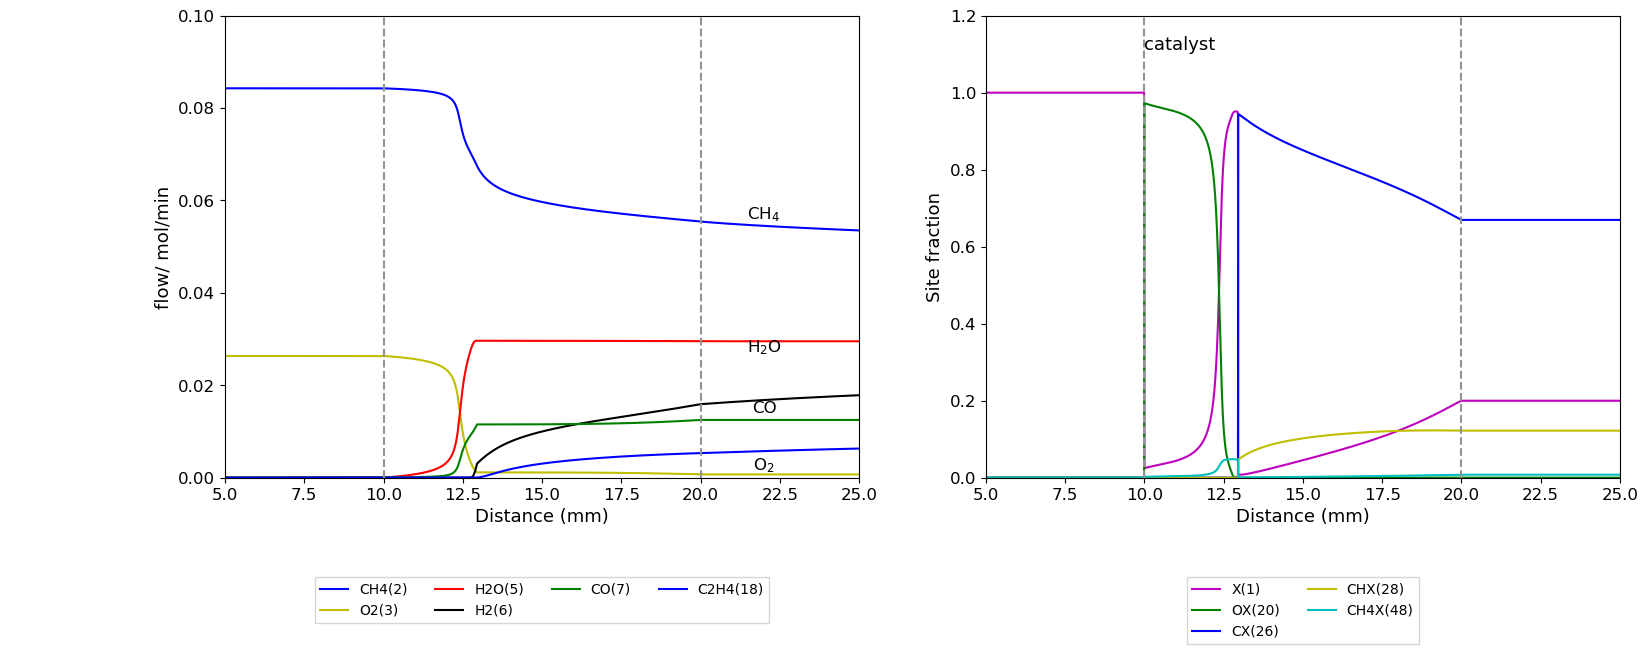 0.10
0.08
0.06
0.04
0.02
0.00
flow/ mol/min
CH₄
H₂O
CO
O₂
5.0 7.5 10.0 12.5 15.0 17.5 20.0 22.5 25.0
Distance (mm)
CH4(2) H2O(5) CO(7) C2H4(18)
O2(3) H2(6)
1.2
1.0
0.8
0.6
0.4
0.2
0.0
Site fraction
catalyst
5.0 7.5 10.0 12.5 15.0 17.5 20.0 22.5 25.0
Distance (mm)
X(1) CHX(28)
OX(20) CH4X(48)
CX(26)